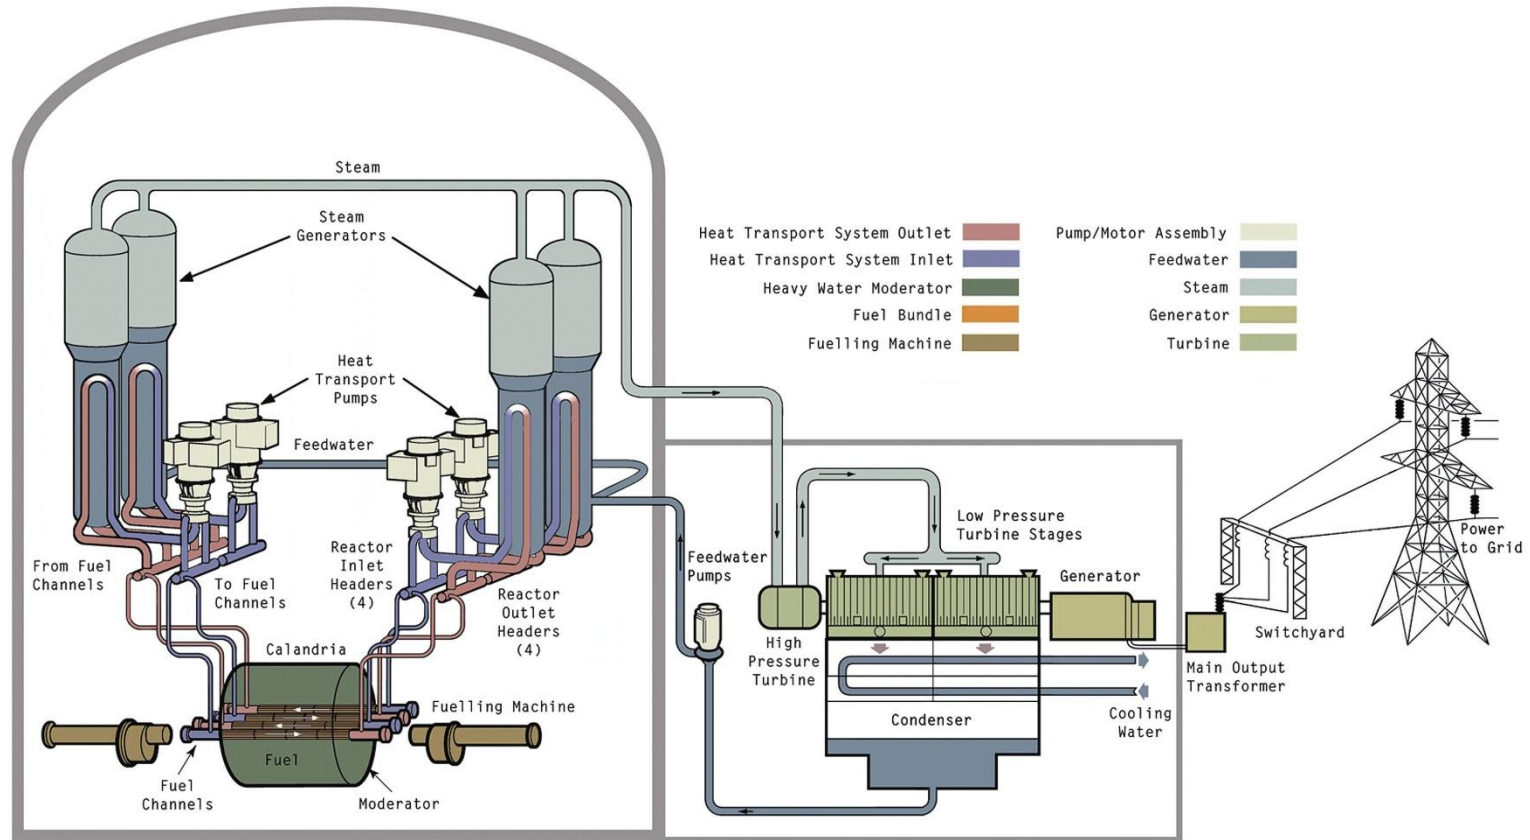 Steam
Steam
Generators
Heat
Transport
Pumps
Feedwater
From Fuel
Channels
To Fuel
Channels
Reactor
Inlet
Headers
(4)
Reactor
Outlet
Headers
(4)
Calandria
Fuelling Machine
Fuel
Fuel
Channels
Moderator
Heat Transport System Outlet
Heat Transport System Inlet
Heavy Water Moderator
Fuel Bundle
Fuelling Machine
Pump/Motor Assembly
Feedwater
Steam
Generator
Turbine
Feedwater
Pumps
Low Pressure
Turbine Stages
Generator
High
Pressure
Turbine
Condenser
Cooling
Water
Main Output
Transformer
Switchyard
Power
to Grid